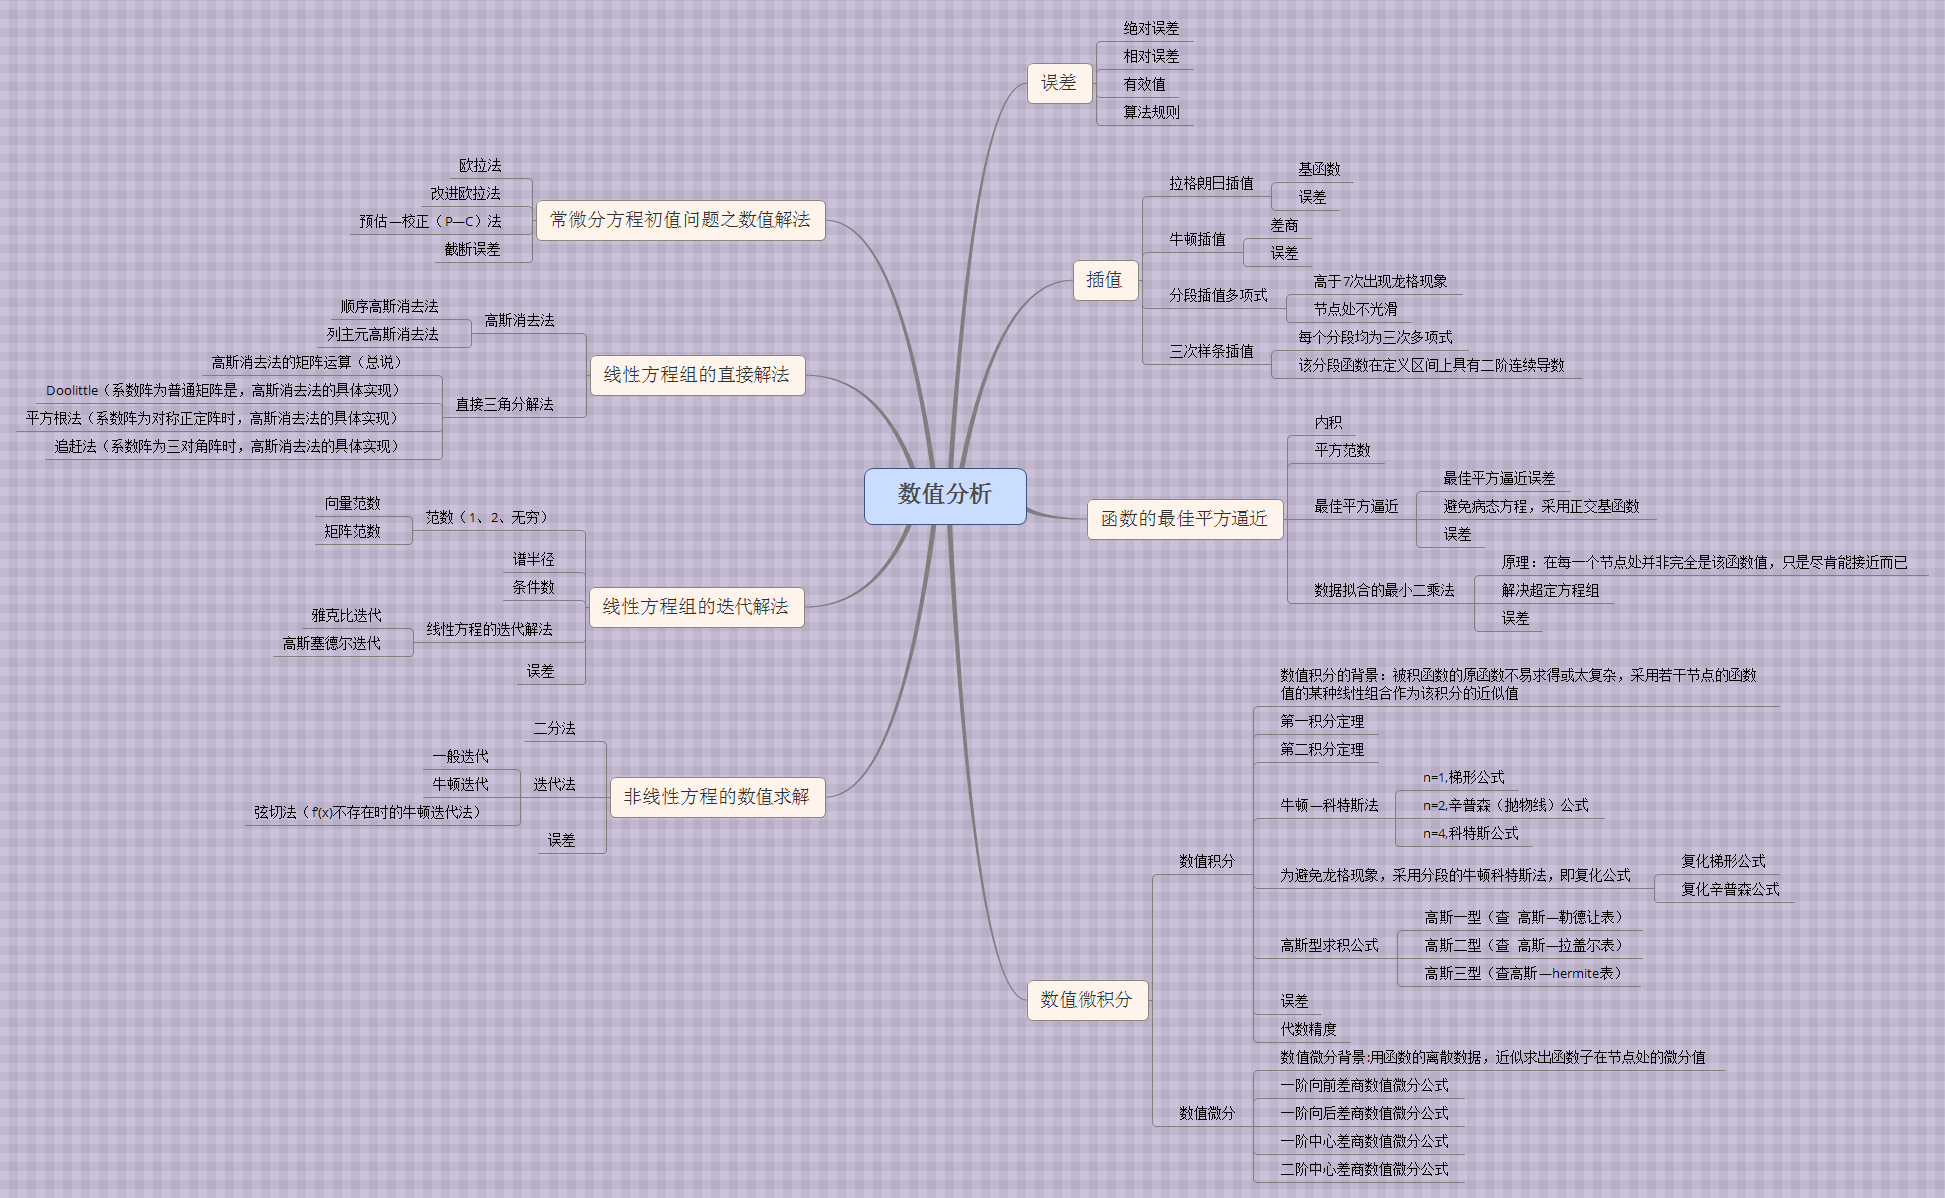 数值分析
误差
绝对误差
相对误差
有效值
算法规则
插值
拉格朗日插值
基函数
误差
牛顿插值
差商
误差
分段插值多项式
高于7次出现龙格现象
节点处不光滑
三次样条插值
每个分段均为三次多项式
该分段函数在定义区间上具有二阶连续导数
函数的最佳平方逼近
内积
平方范数
最佳平方逼近
最佳平方逼近误差
避免病态方程，采用正交基函数
误差
数据拟合的最小二乘法
原理：在每一个节点处并非完全是该函数值，只是尽肯能接近而已
解决超定方程组
误差
数值微积分
数值积分
数值积分的背景：被积函数的原函数不易求得或太复杂，采用若干节点的函数
值的某种线性组合作为该积分的近似值
第一积分定理
第二积分定理
牛顿—科特斯法
n=1,梯形公式
n=2,辛普森（抛物线）公式
n=4,科特斯公式
为避免龙格现象，采用分段的牛顿科特斯法，即复化公式
复化梯形公式
复化辛普森公式
高斯型求积公式
高斯一型（查 高斯—勒德让表）
高斯二型（查 高斯—拉盖尔表）
高斯三型（查高斯—hermite表）
误差
代数精度
数值微分
数值微分背景:用函数的离散数据，近似求出函数子在节点处的微分值
一阶向前差商数值微分公式
一阶向后差商数值微分公式
一阶中心差商数值微分公式
二阶中心差商数值微分公式
常微分方程初值问题之数值解法
欧拉法
改进欧拉法
预估—校正（P—C）法
截断误差
线性方程组的直接解法
高斯消去法
顺序高斯消去法
列主元高斯消去法
直接三角分解法
高斯消去法的矩阵运算（总说）
Doolittle（系数阵为普通矩阵是，高斯消去法的具体实现）
平方根法（系数阵为对称正定阵时，高斯消去法的具体实现）
追赶法（系数阵为三对角阵时，高斯消去法的具体实现）
线性方程组的迭代解法
范数（1、2、无穷）
向量范数
矩阵范数
谱半径
条件数
线性方程的迭代解法
雅克比迭代
高斯塞德尔迭代
误差
非线性方程的数值求解
二分法
迭代法
一般迭代
牛顿迭代
弦切法（f'(x)不存在时的牛顿迭代法）
误差